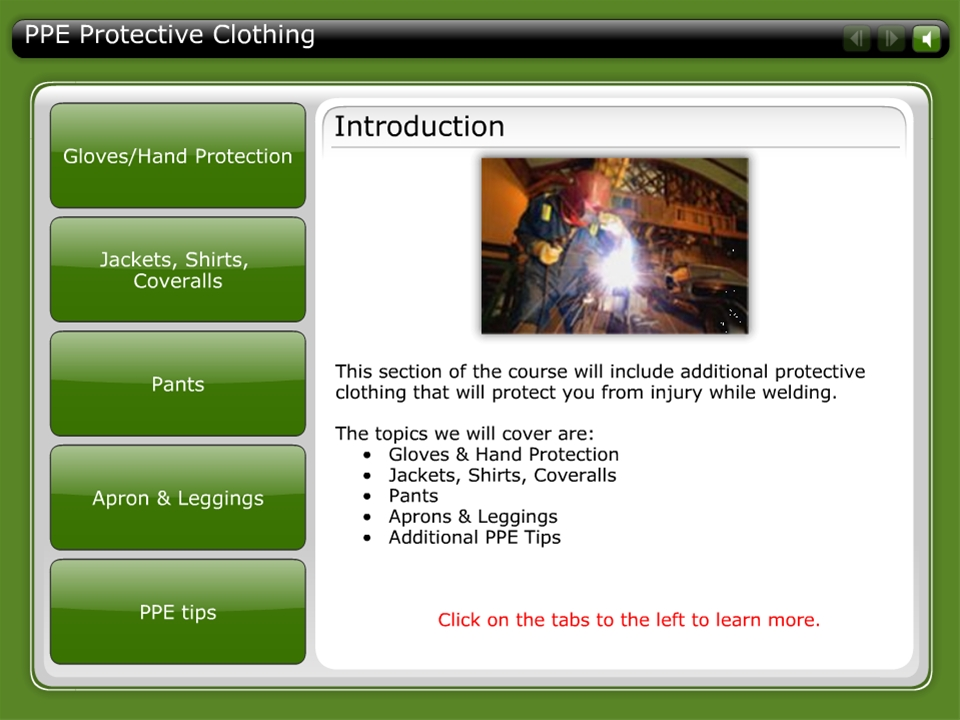 PPE Protective Clothing
Gloves/Hand Protection
Jackets, Shirts,
Coveralls
Pants
Apron & Leggings
PPE tips
Introduction
This section of the course will include additional protective
clothing that will protect you from injury while welding.
The topics we will cover are:
• Gloves & Hand Protection
• Jackets, Shirts, Coveralls
• Pants
• Aprons & Leggings
• Additional PPE Tips
Click on the tabs to the left to learn more.